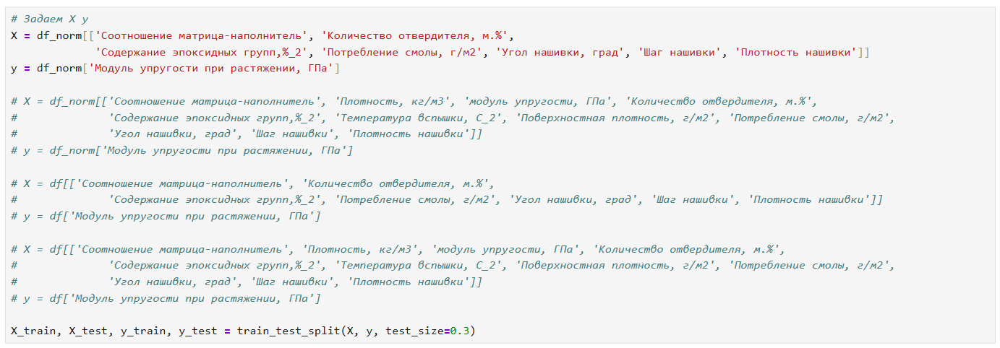 # Задаем X y
X = df_norm[['Соотношение матрица-наполнитель', 'Количество отвердителя, м.%',
             'Содержание эпоксидных групп,%_2', 'Потребление смолы, г/м2', 'Угол нашивки, град', 'Шаг нашивки', 'Плотность нашивки']]
y = df_norm['Модуль упругости при растяжении, ГПа']
# X = df_norm[['Соотношение матрица-наполнитель', 'Плотность, кг/м3', 'модуль упругости, ГПа', 'Количество отвердителя, м.%',
#              'Содержание эпоксидных групп,%_2', 'Температура вспышки, С_2', 'Поверхностная плотность, г/м2', 'Потребление смолы, г/м2',
#              'Угол нашивки, град', 'Шаг нашивки', 'Плотность нашивки']]
# y = df_norm['Модуль упругости при растяжении, ГПа']
# X = df[['Соотношение матрица-наполнитель', 'Количество отвердителя, м.%',
#              'Содержание эпоксидных групп,%_2', 'Потребление смолы, г/м2', 'Угол нашивки, град', 'Шаг нашивки', 'Плотность нашивки']]
# y = df['Модуль упругости при растяжении, ГПа']
# X = df[['Соотношение матрица-наполнитель', 'Плотность, кг/м3', 'модуль упругости, ГПа', 'Количество отвердителя, м.%',
#              'Содержание эпоксидных групп,%_2', 'Температура вспышки, С_2', 'Поверхностная плотность, г/м2', 'Потребление смолы, г/м2',
#              'Угол нашивки, град', 'Шаг нашивки', 'Плотность нашивки']]
# y = df['Модуль упругости при растяжении, ГПа']
X_train, X_test, y_train, y_test = train_test_split(X, y, test_size=0.3)